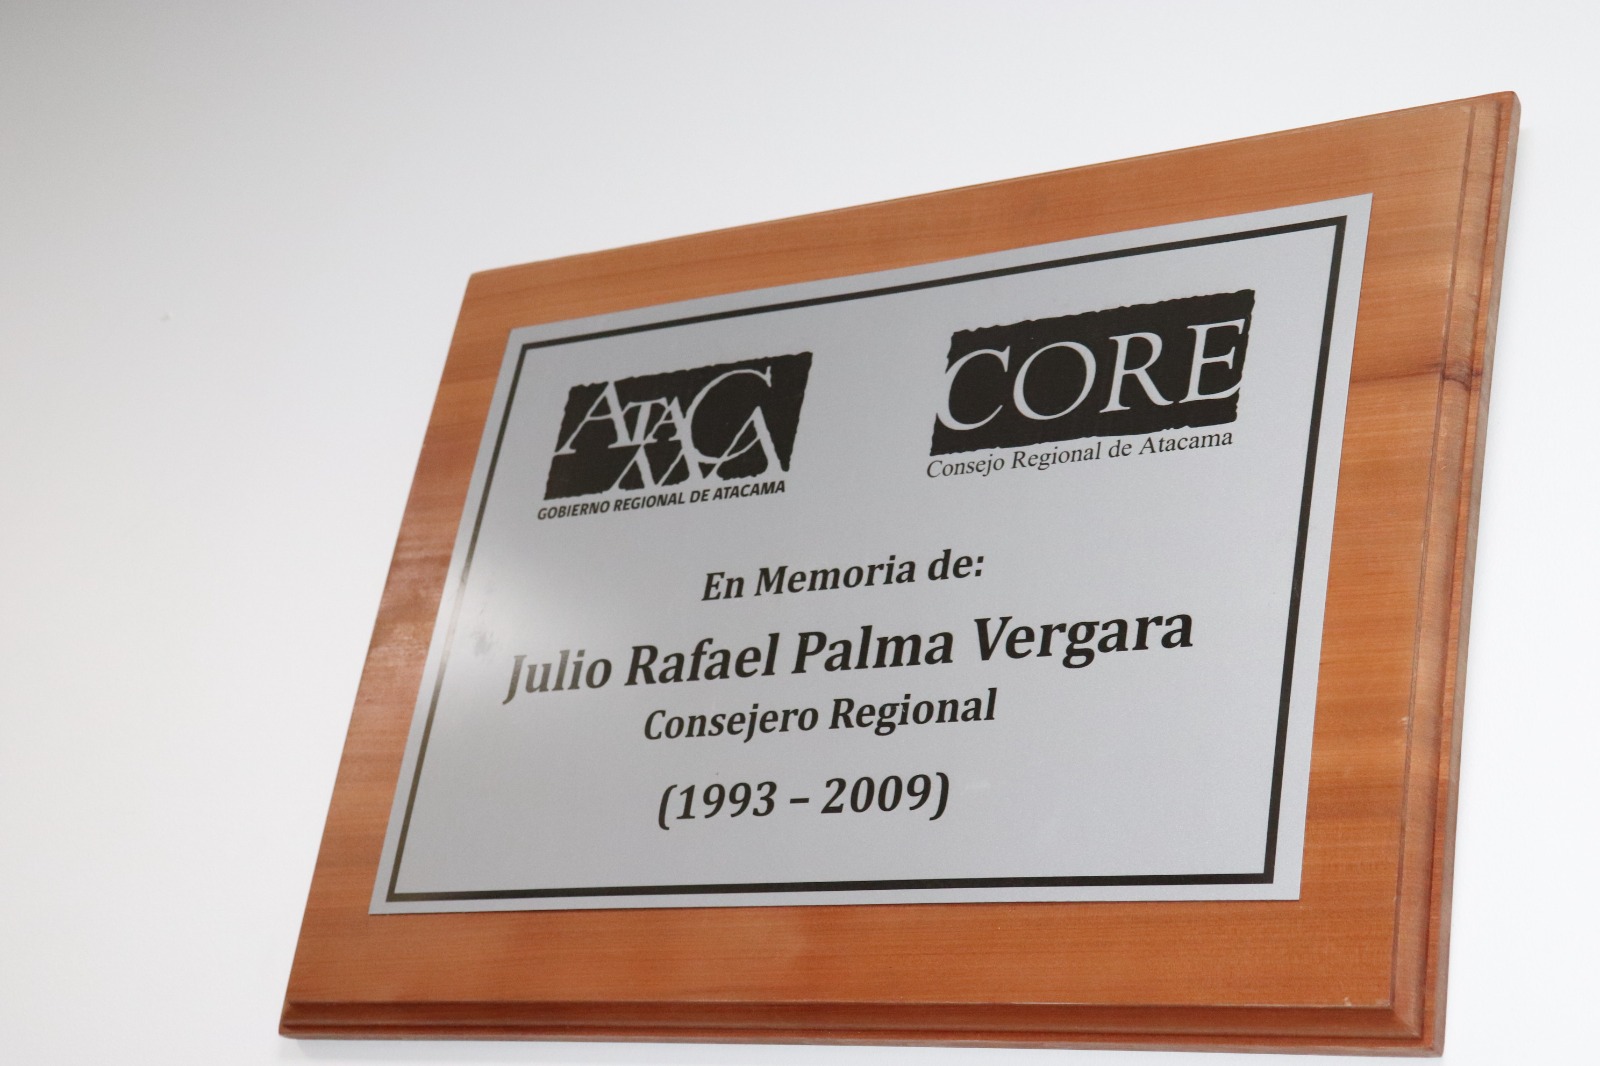 ATACAMA
GOBIERNO REGIONAL DE ATACAMA
CORE
Consejo Regional de Atacama
En Memoria de:
Julio Rafael Palma Vergara
Consejero Regional
(1993 – 2009)